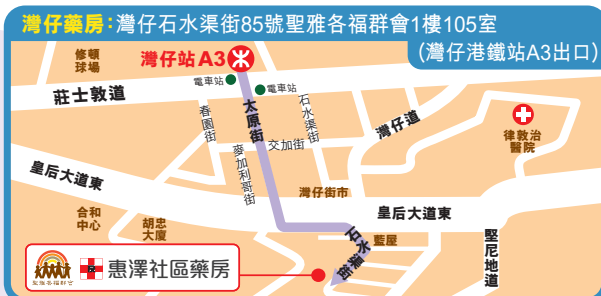 灣仔藥房:灣仔石水渠街85號聖雅各福群會1樓105室
(灣仔港鐵站A3出口)
修頓
球場
灣仔站 A3
電車站
電車站
莊士敦道
春園街
太原街
石水渠街
灣仔道
律敦治
醫院
交加街
麥加利哥街
皇后大道東
灣仔街市
合和
中心
胡忠
大廈
皇后大道東
石水渠街
藍屋
堅尼地道
聖雅各福群會
惠澤社區藥房